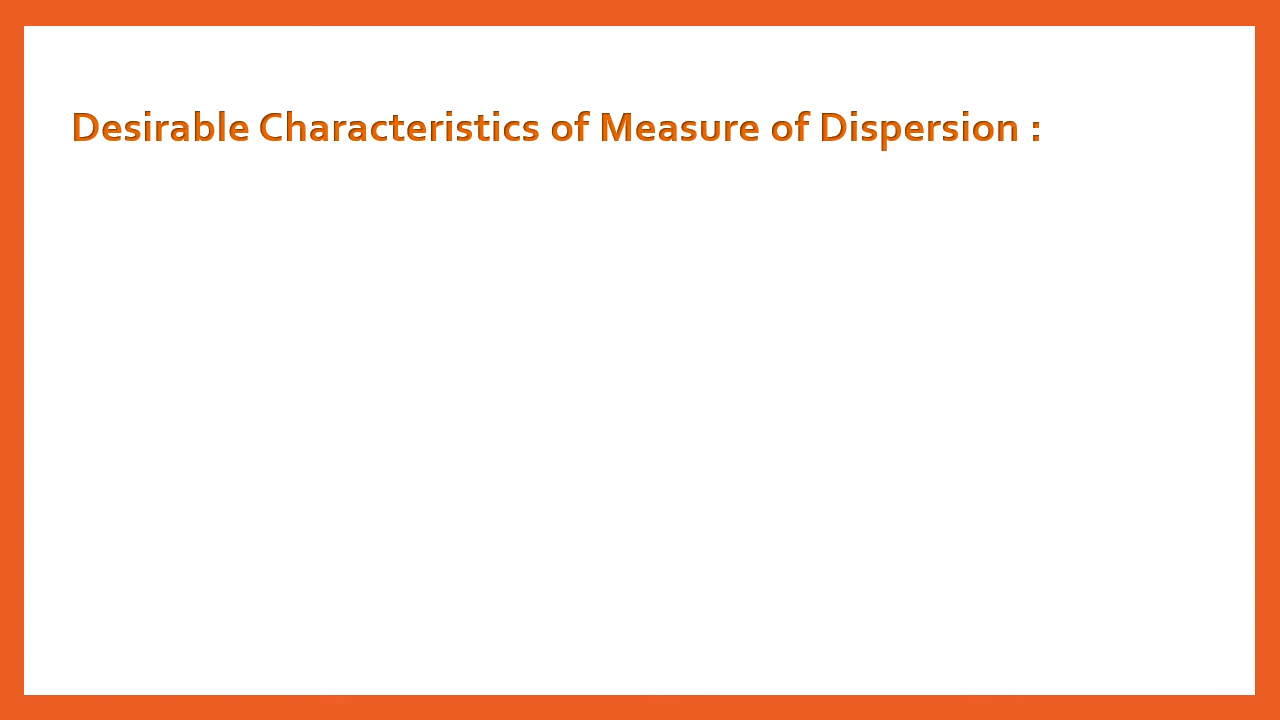 Desirable Characteristics of Measure of Dispersion :